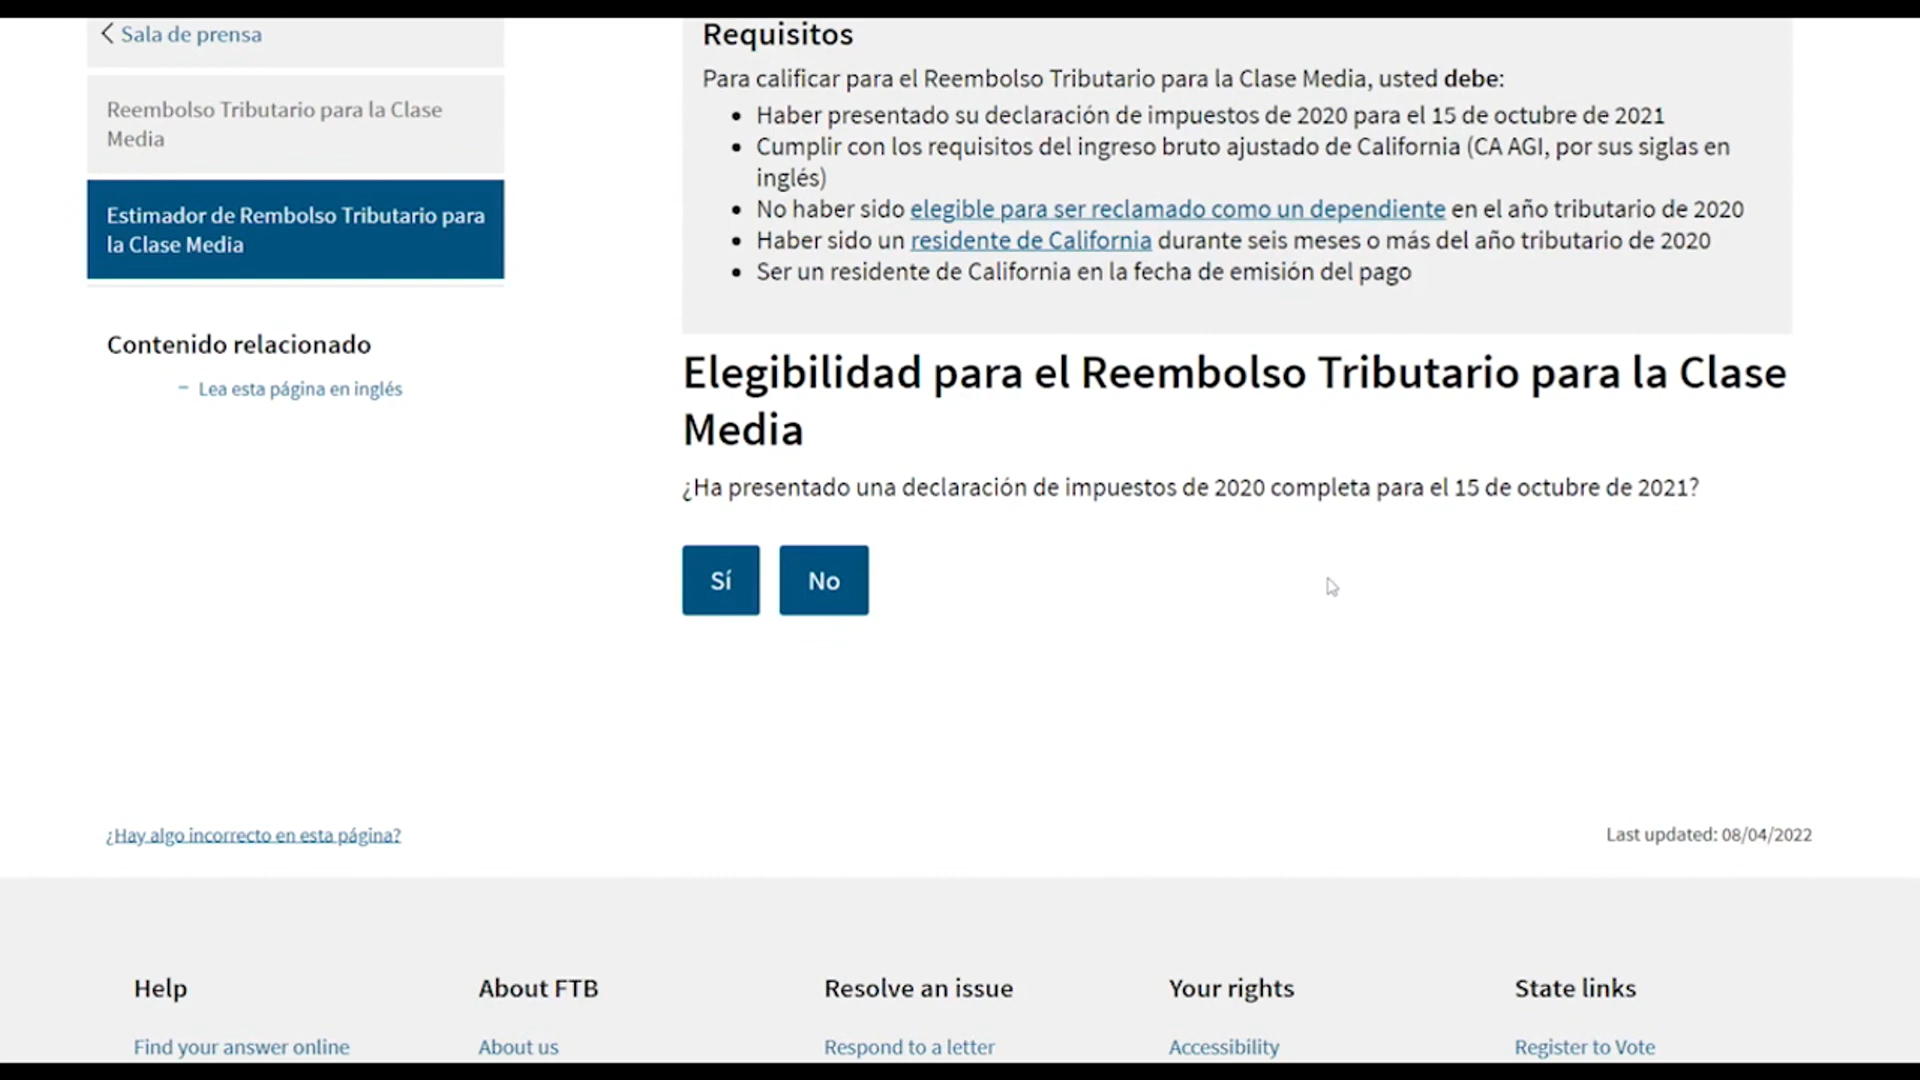 Sala de prensa
Reembolso Tributario para la Clase
Media
Estimador de Rembolso Tributario para
la Clase Media
Contenido relacionado
– Lea esta página en inglés
Requisitos
Para calificar para el Reembolso Tributario para la Clase Media, usted debe:
• Haber presentado su declaración de impuestos de 2020 para el 15 de octubre de 2021
• Cumplir con los requisitos del ingreso bruto ajustado de California (CA AGI, por sus siglas en
inglés)
• No haber sido elegible para ser reclamado como un dependiente en el año tributario de 2020
• Haber sido un residente de California durante seis meses o más del año tributario de 2020
• Ser un residente de California en la fecha de emisión del pago
Elegibilidad para el Reembolso Tributario para la Clase
Media
¿Ha presentado una declaración de impuestos de 2020 completa para el 15 de octubre de 2021?
Sí No
¿Hay algo incorrecto en esta página?
Last updated: 08/04/2022
Help
Find your answer online
About FTB
About us
Resolve an issue
Respond to a letter
Your rights
Accessibility
State links
Register to Vote